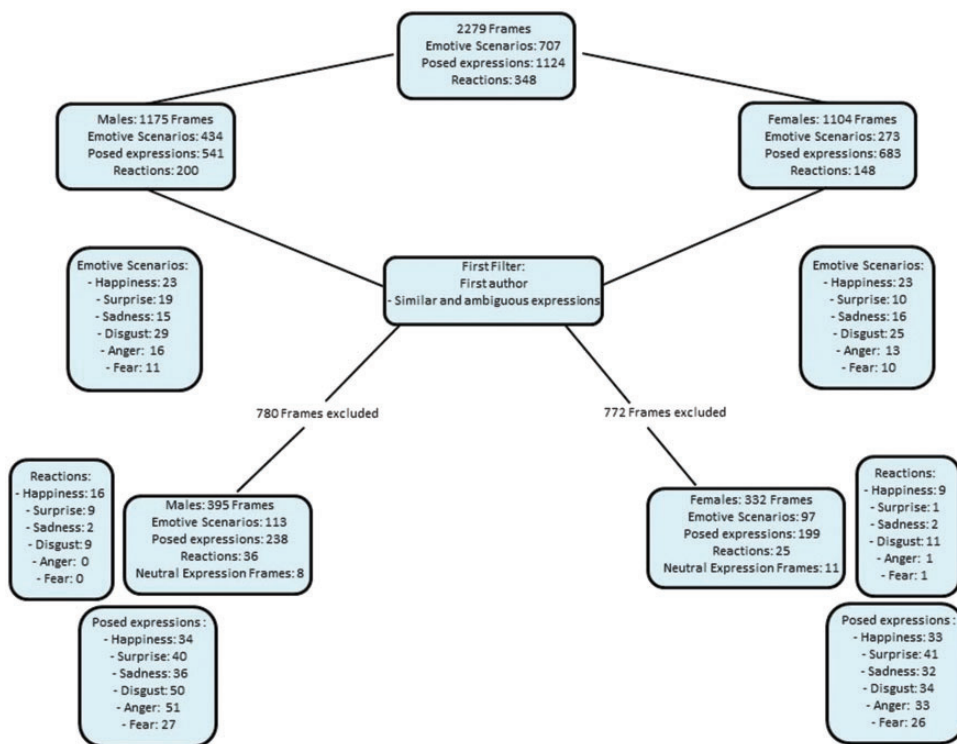 2279 Frames
Emotive Scenarios: 707
Posed expressions: 1124
Reactions: 348
Males: 1175 Frames
Emotive Scenarios: 434
Posed expressions: 541
Reactions: 200
Females: 1104 Frames
Emotive Scenarios: 273
Posed expressions: 683
Reactions: 148
Emotive Scenarios:
- Happiness: 23
- Surprise: 19
- Sadness: 15
- Disgust: 29
- Anger: 16
- Fear: 11
First Filter:
First author
- Similar and ambiguous expressions
Emotive Scenarios:
- Happiness: 23
- Surprise: 10
- Sadness: 16
- Disgust: 25
- Anger: 13
- Fear: 10
780 Frames excluded
772 Frames excluded
Reactions:
- Happiness: 16
- Surprise: 9
- Sadness: 2
- Disgust: 9
- Anger: 0
- Fear: 0
Males: 395 Frames
Emotive Scenarios: 113
Posed expressions: 238
Reactions: 36
Neutral Expression Frames: 8
Females: 332 Frames
Emotive Scenarios: 97
Posed expressions: 199
Reactions: 25
Neutral Expression Frames: 11
Reactions:
- Happiness: 9
- Surprise: 1
- Sadness: 2
- Disgust: 11
- Anger: 1
- Fear: 1
Posed expressions :
- Happiness: 34
- Surprise: 40
- Sadness: 36
- Disgust: 50
- Anger: 51
- Fear: 27
Posed expressions :
- Happiness: 33
- Surprise: 41
- Sadness: 32
- Disgust: 34
- Anger: 33
- Fear: 26